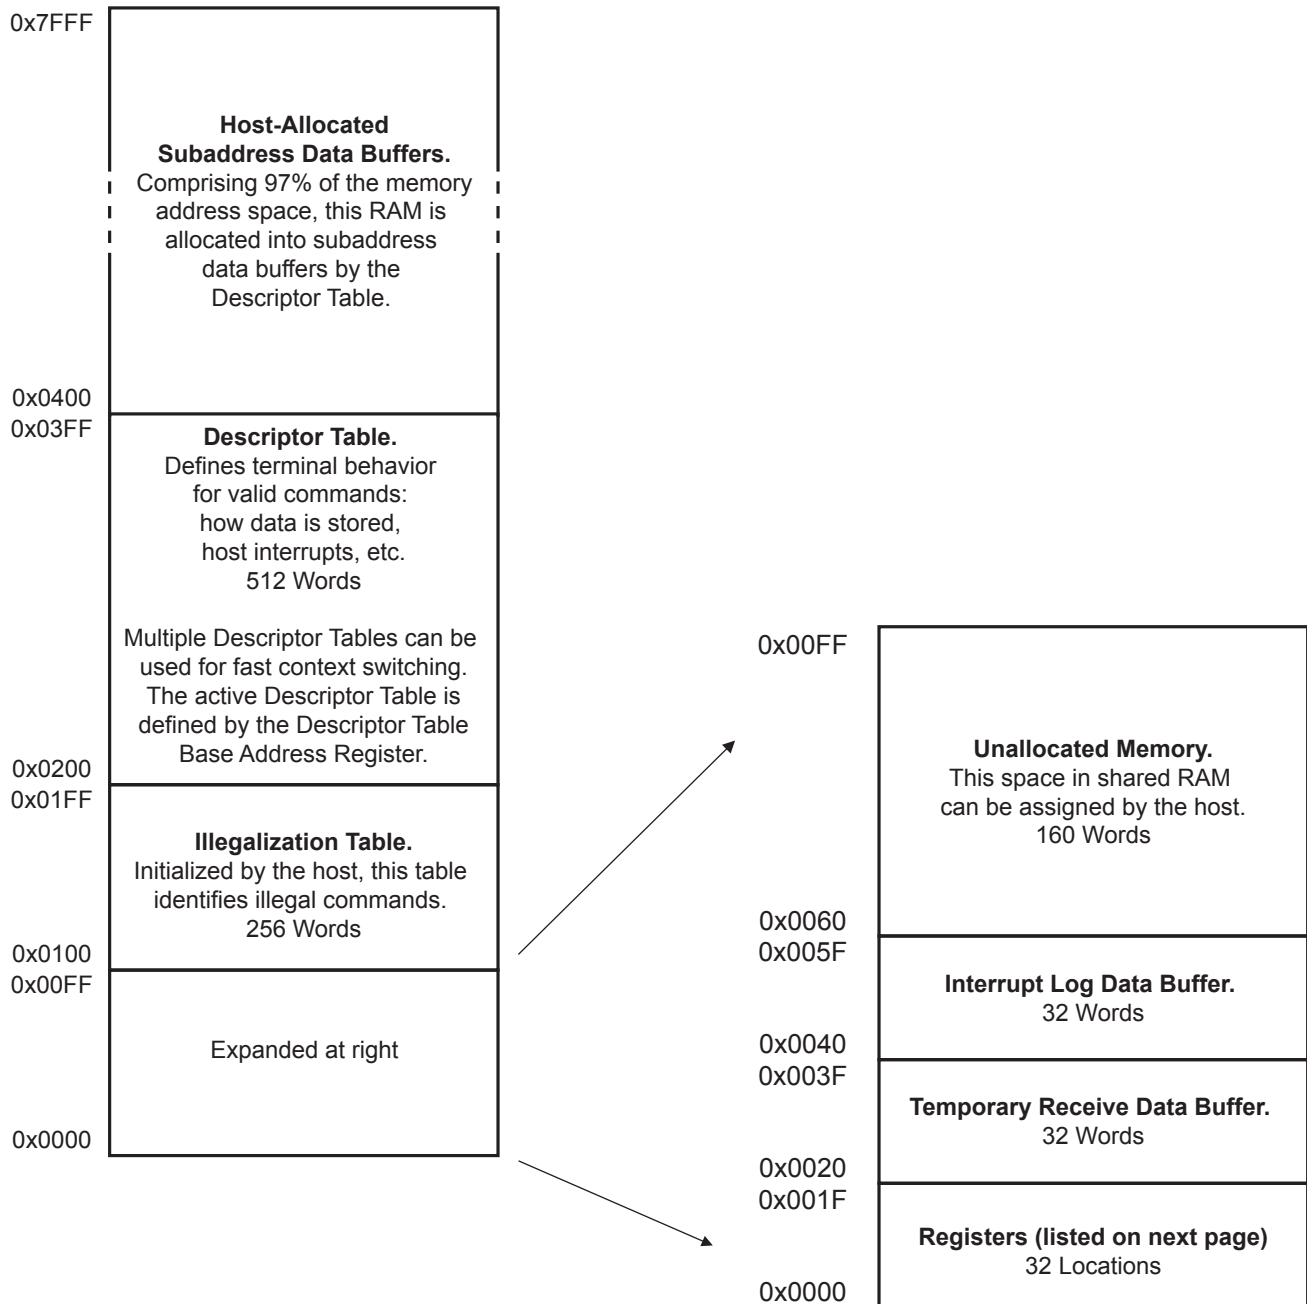 0x7FFF
Host-Allocated
Subaddress Data Buffers.
Comprising 97% of the memory
address space, this RAM is
allocated into subaddress
data buffers by the
Descriptor Table.
0x0400
0x03FF
Descriptor Table.
Defines terminal behavior
for valid commands:
how data is stored,
host interrupts, etc.
512 Words
Multiple Descriptor Tables can be
used for fast context switching.
The active Descriptor Table is
defined by the Descriptor Table
Base Address Register.
0x0200
0x01FF
Illegalization Table.
Initialized by the host, this table
identifies illegal commands.
256 Words
0x0100
0x00FF
Expanded at right
0x0000
0x00FF
Unallocated Memory.
This space in shared RAM
can be assigned by the host.
160 Words
0x0060
0x005F
Interrupt Log Data Buffer.
32 Words
0x0040
0x003F
Temporary Receive Data Buffer.
32 Words
0x0020
0x001F
Registers (listed on next page)
32 Locations
0x0000